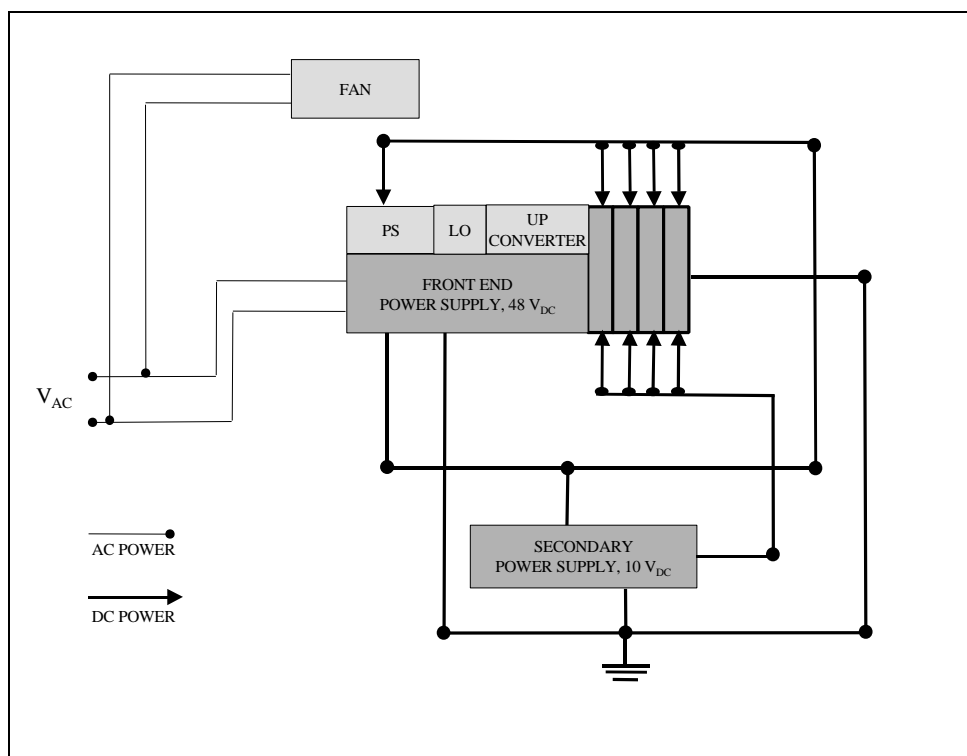 FAN
PS
LO
UP
CONVERTER
FRONT END
POWER SUPPLY, 48 VDC
VAC
SECONDARY
POWER SUPPLY, 10 VDC
AC POWER
DC POWER